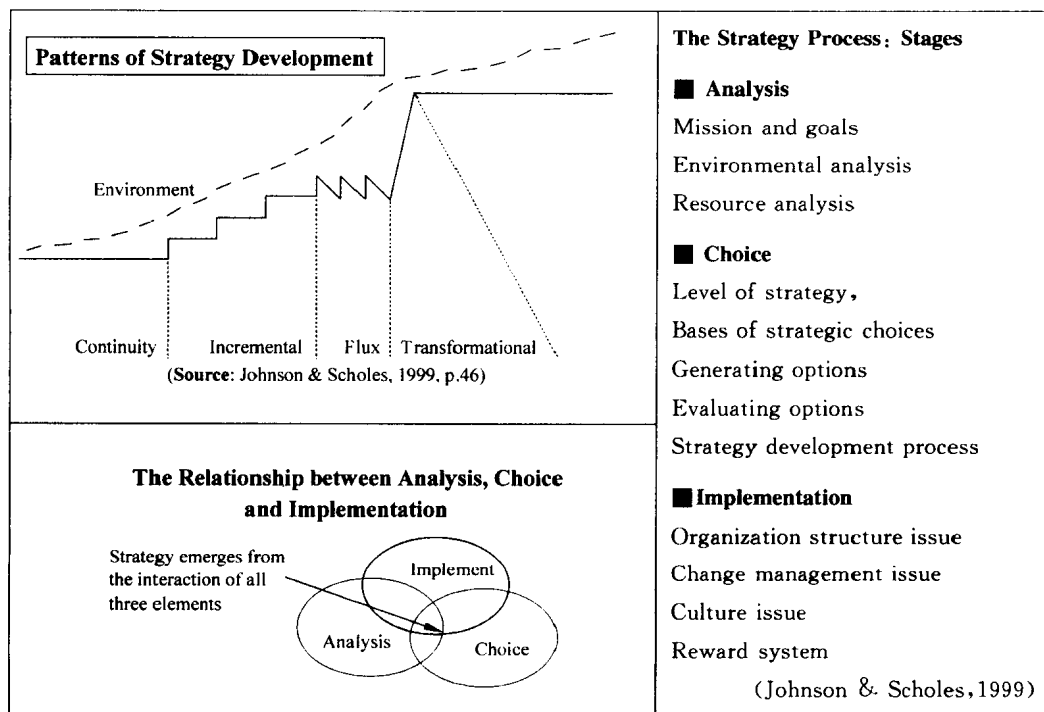 Patterns of Strategy Development
Environment
Continuity Incremental Flux Transformational
(Source: Johnson & Scholes, 1999, p.46)
The Relationship between Analysis, Choice
and Implementation
Strategy emerges from
the interaction of all
three elements
Implement
Analysis
Choice
The Strategy Process: Stages
■ Analysis
Mission and goals
Environmental analysis
Resource analysis
■ Choice
Level of strategy,
Bases of strategic choices
Generating options
Evaluating options
Strategy development process
■ Implementation
Organization structure issue
Change management issue
Culture issue
Reward system
(Johnson & Scholes, 1999)